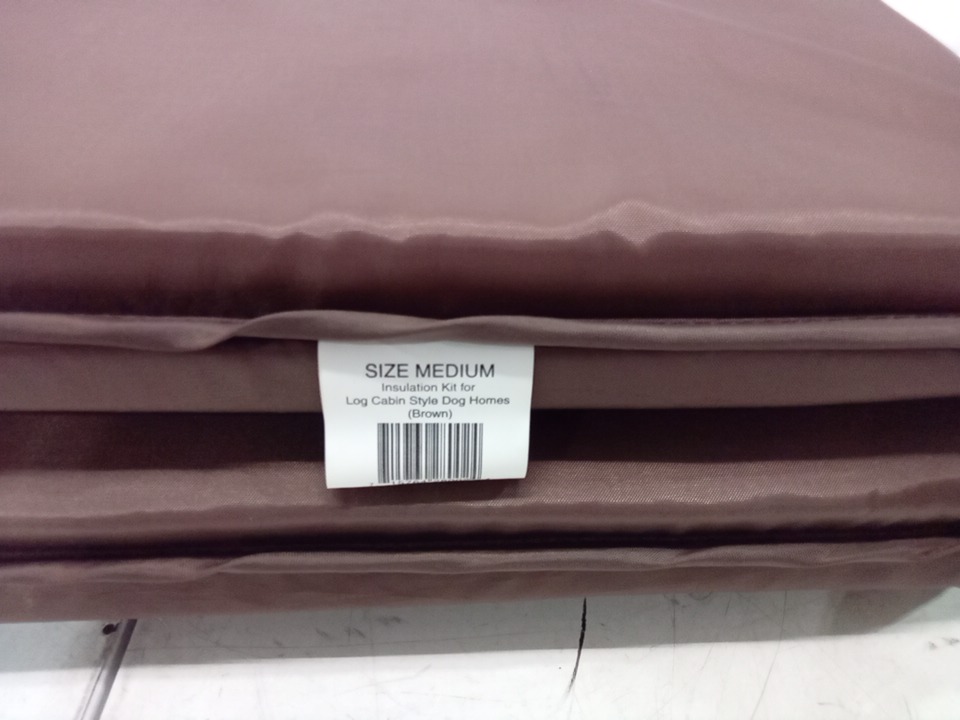 SIZE MEDIUM
Insulation Kit for
Log Cabin Style Dog Homes
(Brown)